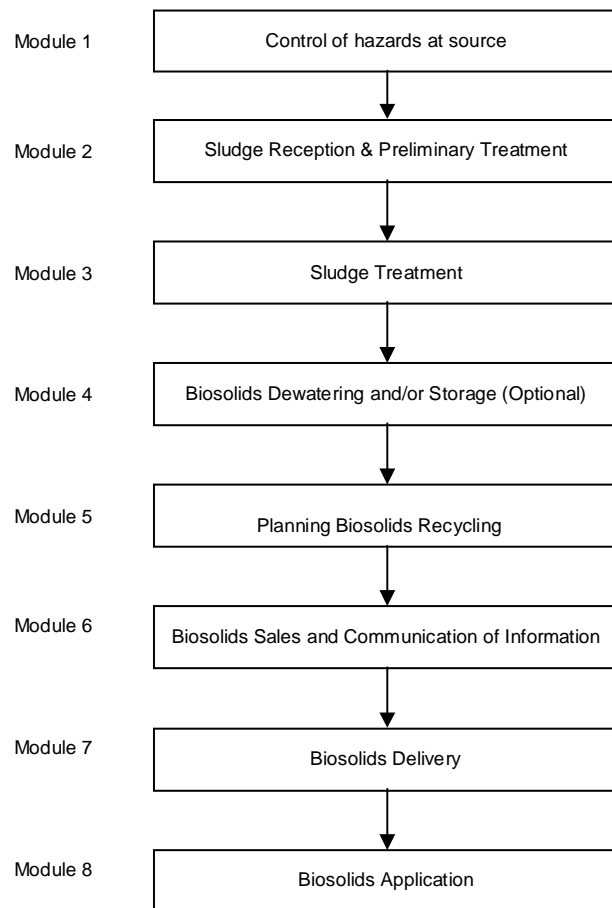 Module 1
Control of hazards at source
Module 2
Sludge Reception & Preliminary Treatment
Module 3
Sludge Treatment
Module 4
Biosolids Dewatering and/or Storage (Optional)
Module 5
Planning Biosolids Recycling
Module 6
Biosolids Sales and Communication of Information
Module 7
Biosolids Delivery
Module 8
Biosolids Application